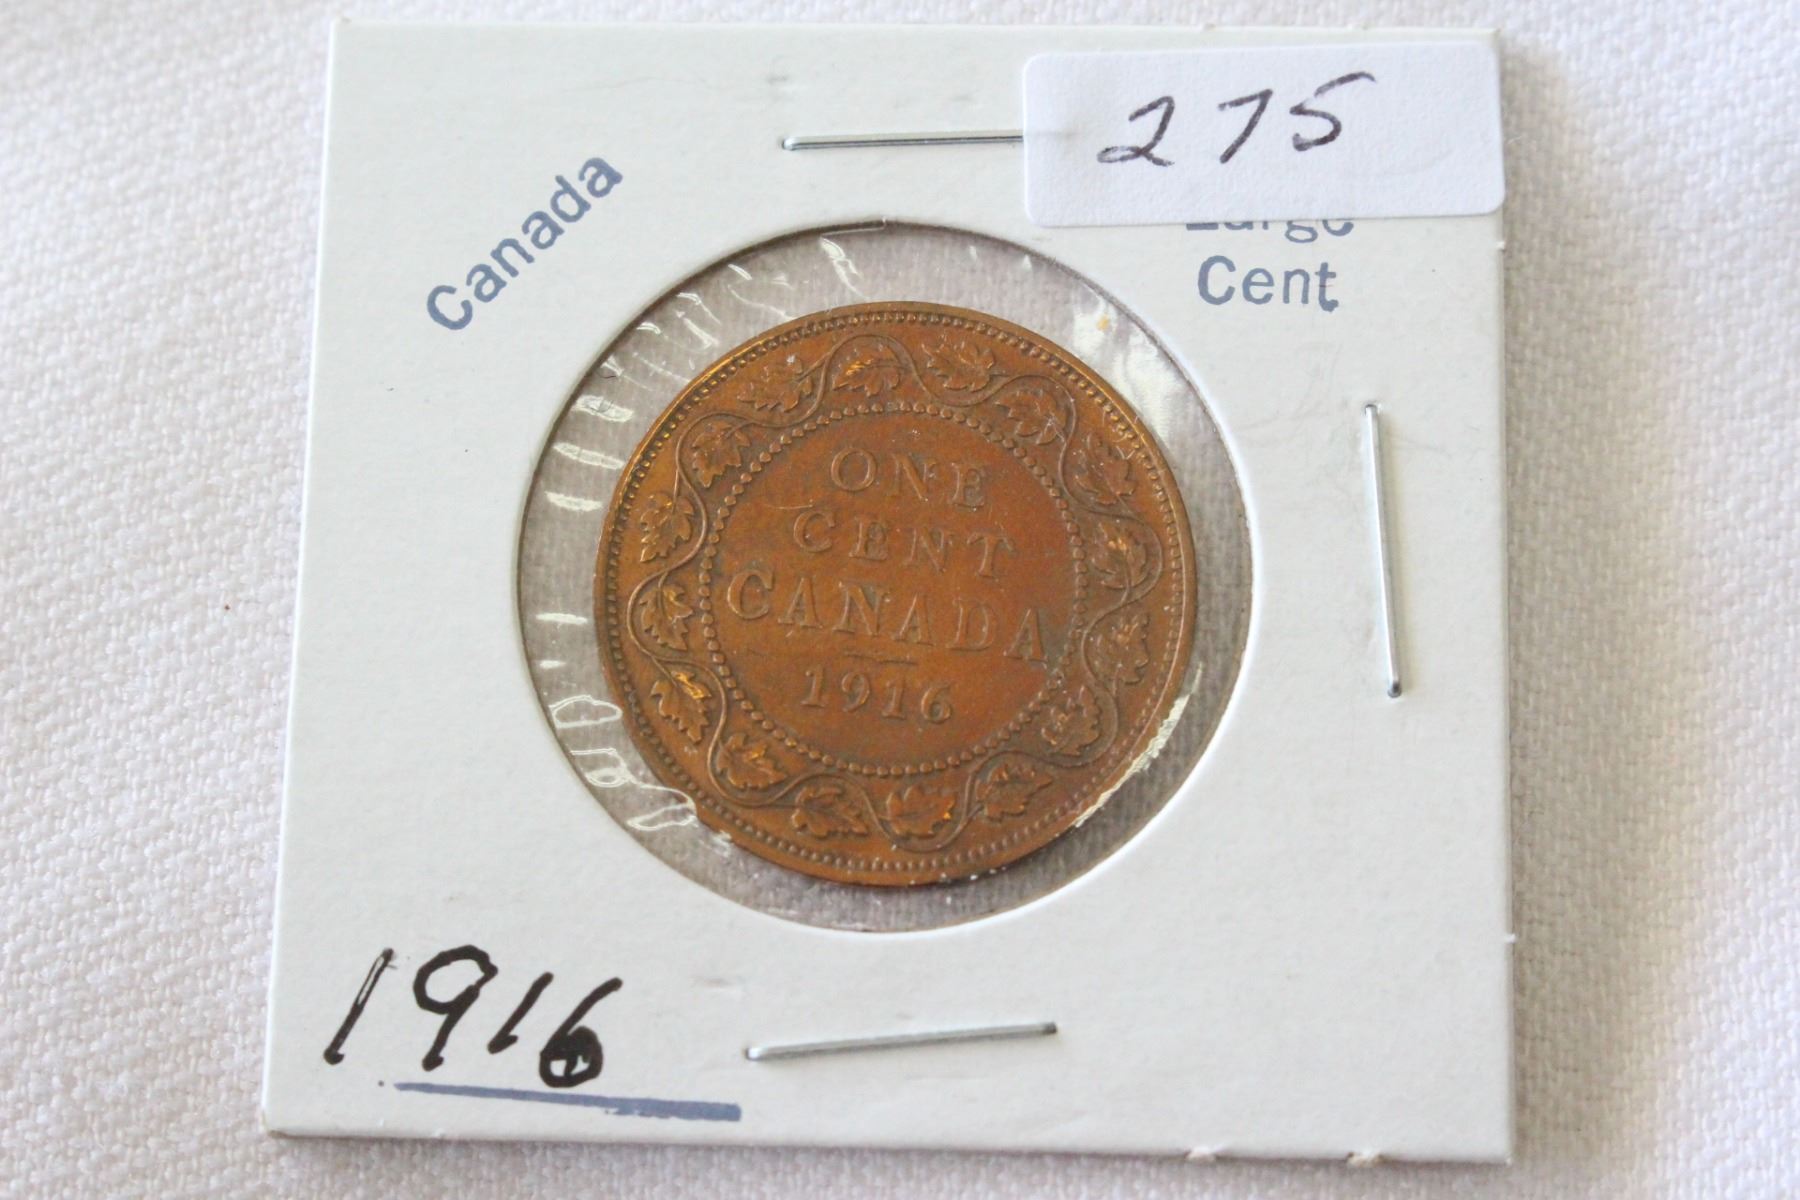 275
Canada
Large
Cent
ONE
CENT
CANADA
1916
1916